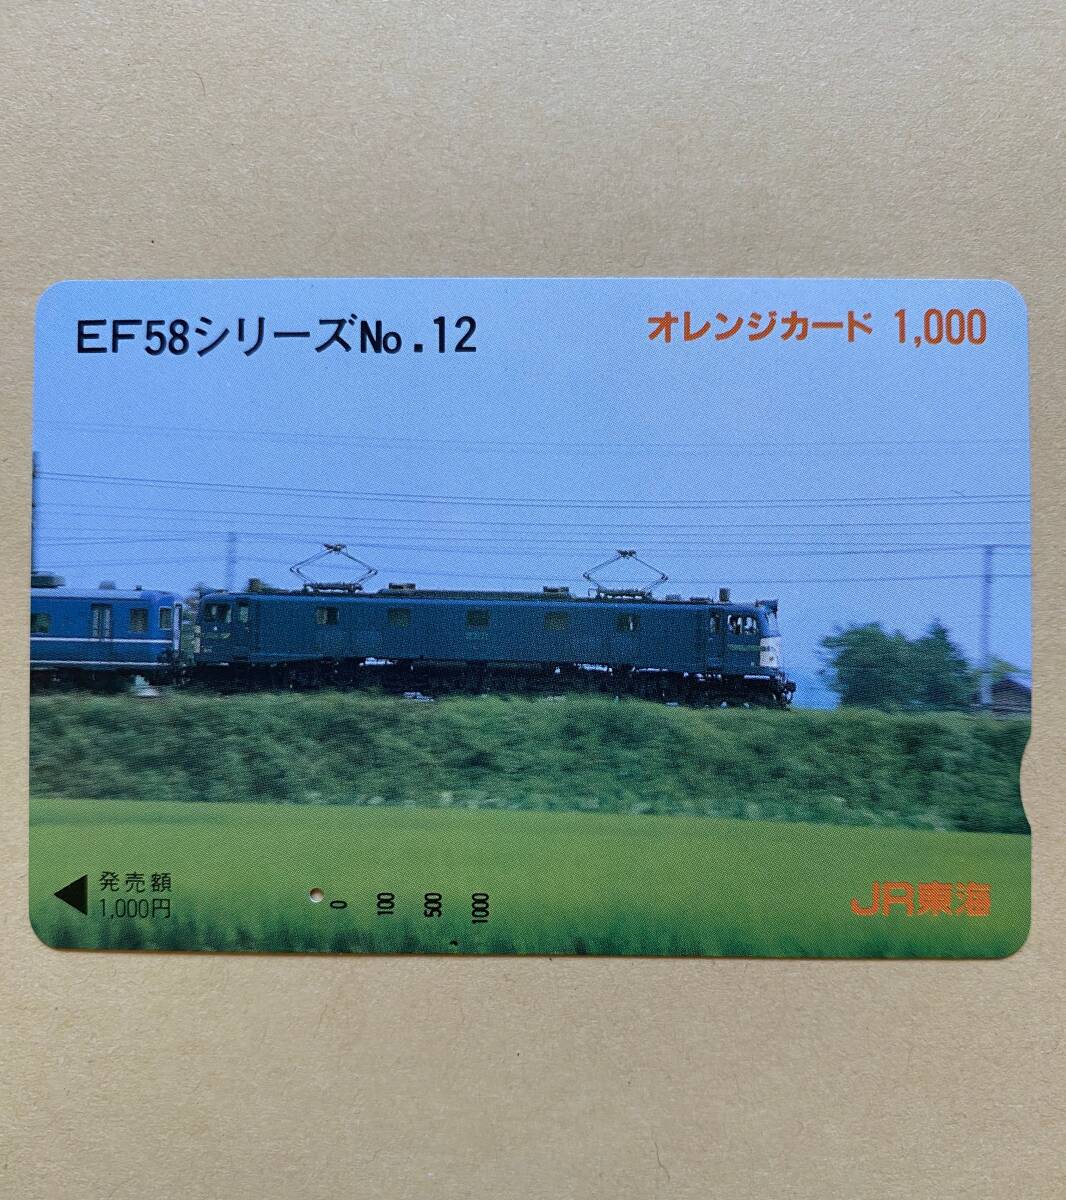 EF58シリーズNo.12
オレンジカード 1,000
発売額
1,000円
0 100 500 1000
JR東海